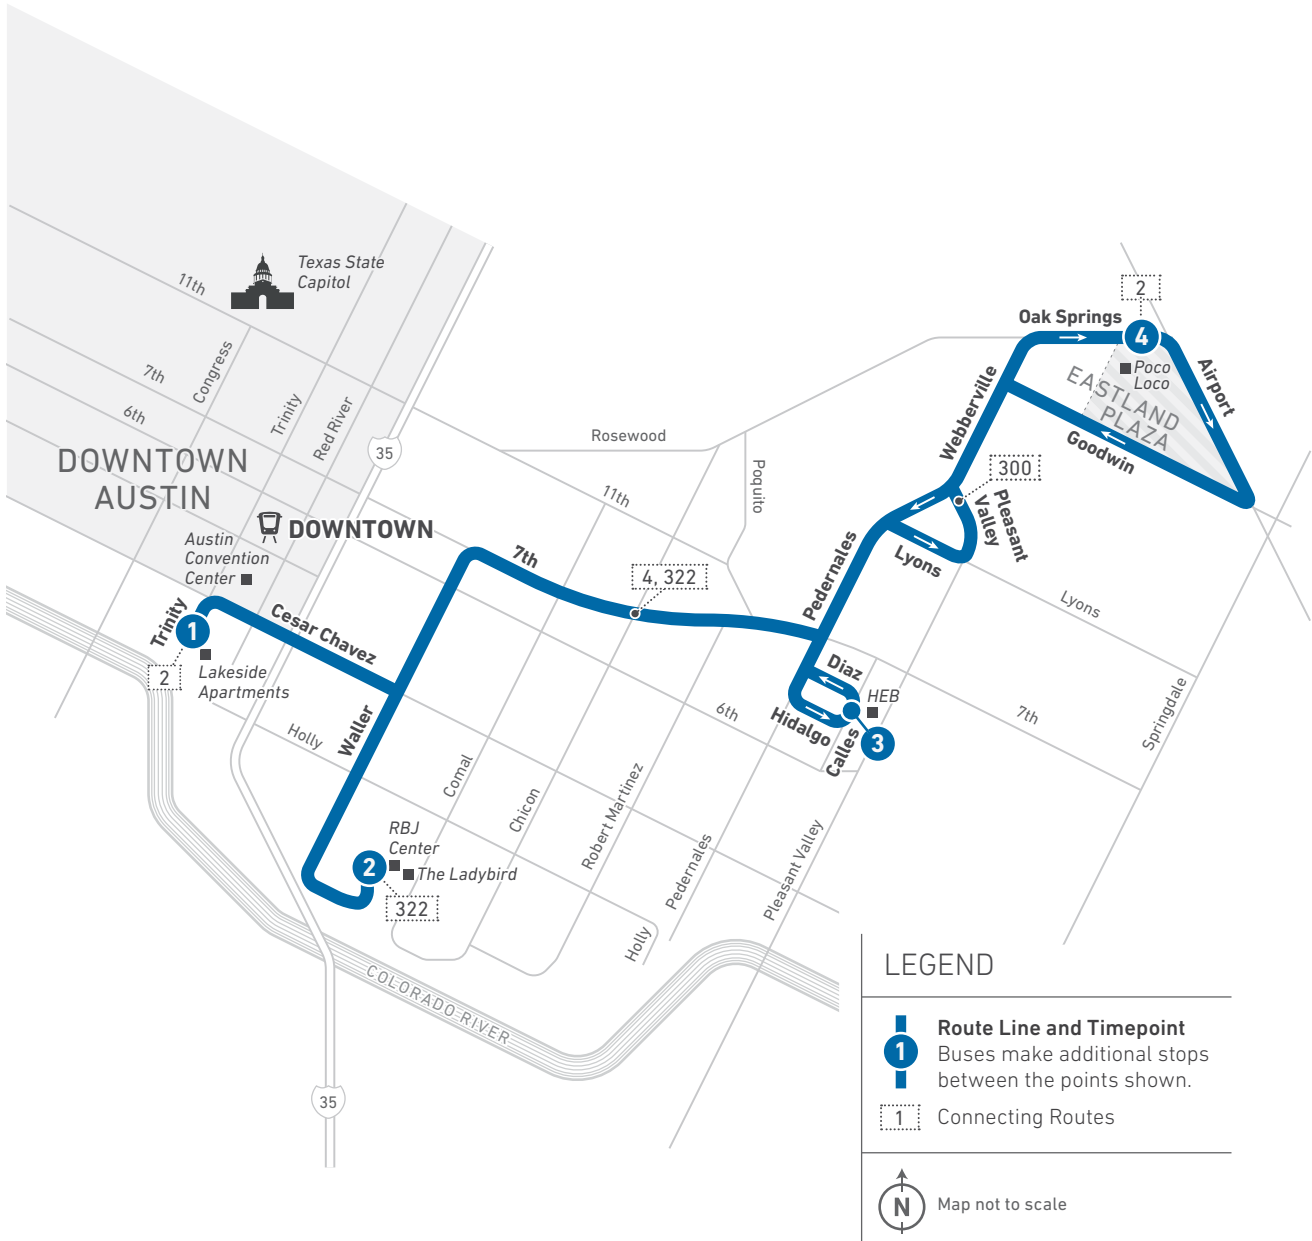 Texas State
Capitol
11th
7th
6th
Congress
Trinity
Red River
35
DOWNTOWN
AUSTIN
DOWNTOWN
Austin
Convention
Center
Trinity
1
2
Lakeside
Apartments
Cesar Chavez
Holly
Waller
7th
4, 322
Rosewood
11th
Poquito
Comal
Chicon
Robert Martinez
6th
Pedernales
Pleasant Valley
Holly
RBJ
Center
2
The Ladybird
322
COLORADO RIVER
35
Pedernales
Diaz
HEB
Hidalgo
Calles
3
7th
Springdale
Lyons
Lyons
Pleasant
Valley
300
Webberville
Oak Springs
2
4
Poco
Loco
EASTLAND
PLAZA
Airport
Goodwin
LEGEND
1
Route Line and Timepoint
Buses make additional stops
between the points shown.
1
Connecting Routes
N
Map not to scale